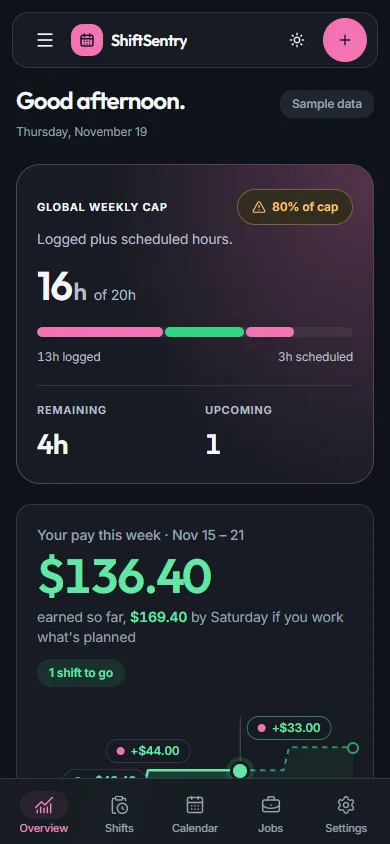 ShiftSentry
Good afternoon.
Sample data
Thursday, November 19
GLOBAL WEEKLY CAP
80% of cap
Logged plus scheduled hours.
16h of 20h
13h logged
3h scheduled
REMAINING
UPCOMING
4h
1
Your pay this week · Nov 15 – 21
$136.40
earned so far, $169.40 by Saturday if you work
what's planned
1 shift to go
+$33.00
+$44.00
Overview
Shifts
Calendar
Jobs
Settings